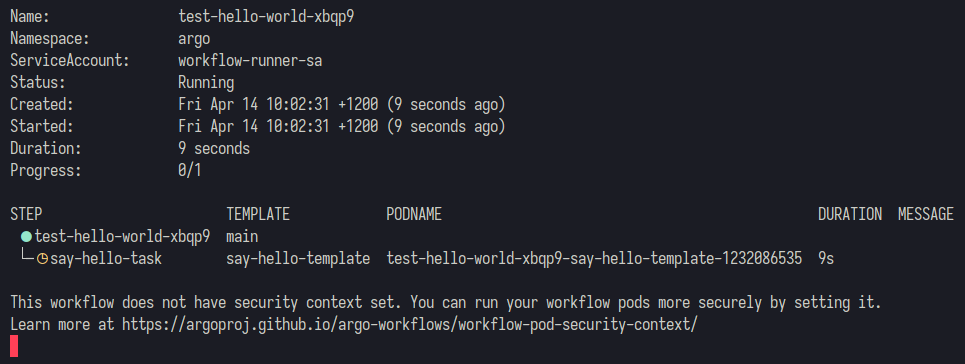 Name: test-hello-world-xbqp9
Namespace: argo
ServiceAccount: workflow-runner-sa
Status: Running
Created: Fri Apr 14 10:02:31 +1200 (9 seconds ago)
Started: Fri Apr 14 10:02:31 +1200 (9 seconds ago)
Duration: 9 seconds
Progress: 0/1
STEP TEMPLATE PODNAME DURATION MESSAGE
● test-hello-world-xbqp9 main
└─◷ say-hello-task say-hello-template test-hello-world-xbqp9-say-hello-template-1232086535 9s
This workflow does not have security context set. You can run your workflow pods more securely by setting it.
Learn more at https://argoproj.github.io/argo-workflows/workflow-pod-security-context/